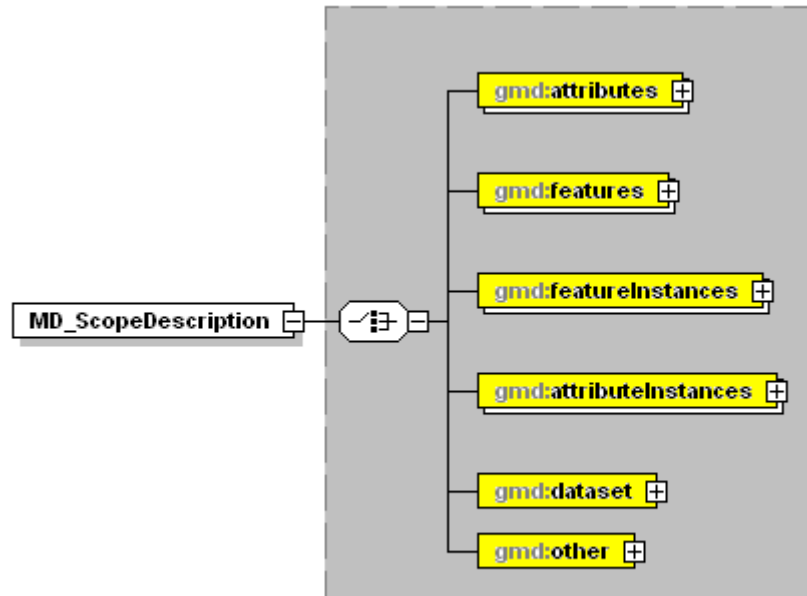 gmd:attributes
gmd:features
gmd:featureInstances
MD_ScopeDescription
gmd:attributeInstances
gmd:dataset
gmd:other